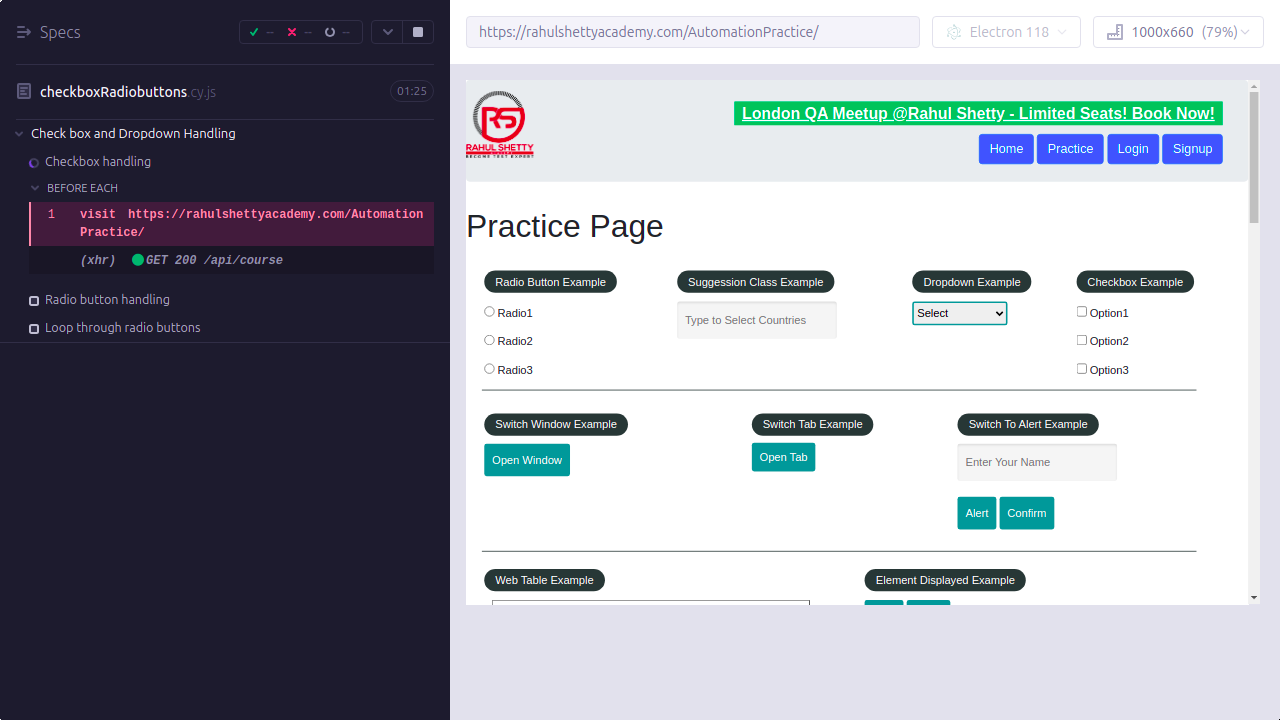 Specs
--
--
--
https://rahulshettyacademy.com/AutomationPractice/
Electron 118
1000x660 (79%)
checkboxRadiobuttons.cy.js
01:25
Check box and Dropdown Handling
Checkbox handling
BEFORE EACH
1 visit https://rahulshettyacademy.com/Automation
Practice/
(xhr) GET 200 /api/course
Radio button handling
Loop through radio buttons
RS
RAHUL SHETTY
BECOME TEST EXPERT
London QA Meetup @Rahul Shetty - Limited Seats! Book Now!
Home
Practice
Login
Signup
Practice Page
Radio Button Example
Radio1
Radio2
Radio3
Suggession Class Example
Type to Select Countries
Dropdown Example
Select
Checkbox Example
Option1
Option2
Option3
Switch Window Example
Open Window
Switch Tab Example
Open Tab
Switch To Alert Example
Enter Your Name
Alert
Confirm
Web Table Example
Element Displayed Example